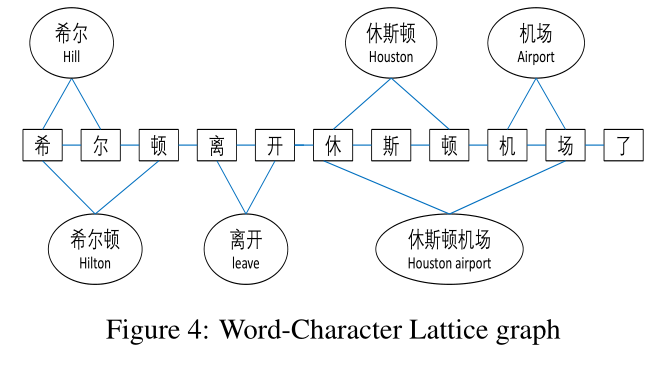 希尔
Hill
休斯顿
Houston
机场
Airport
希 尔 顿 离 开 休 斯 顿 机 场 了
希尔顿
Hilton
离开
leave
休斯顿机场
Houston airport
Figure 4: Word-Character Lattice graph